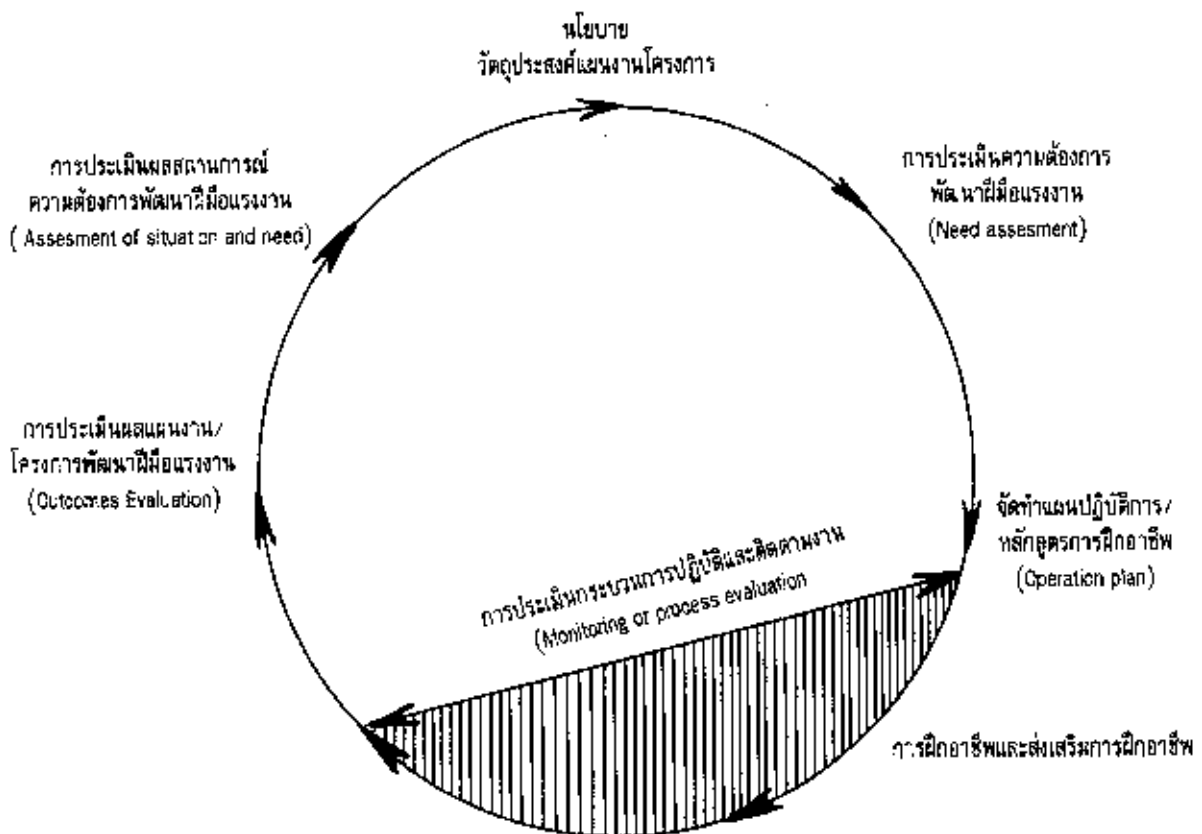 นโยบาย
วัตถุประสงค์แผนงานโครงการ
การประเมินผลสถานการณ์
ความต้องการพัฒนาฝีมือแรงงาน
( Assesment of situation and need)
การประเมินความต้องการ
พัฒนาฝีมือแรงงาน
(Need assesment)
การประเมินผลแผนงาน/
โครงการพัฒนาฝีมือแรงงาน
(Outcomes Evaluation)
จัดทำแผนปฏิบัติการ/
หลักสูตรการฝึกอาชีพ
(Operation plan)
การประเมินกระบวนการปฏิบัติและติดตามงาน
(Monitoring or process evaluation
การฝึกอาชีพและส่งเสริมการฝึกอาชีพ